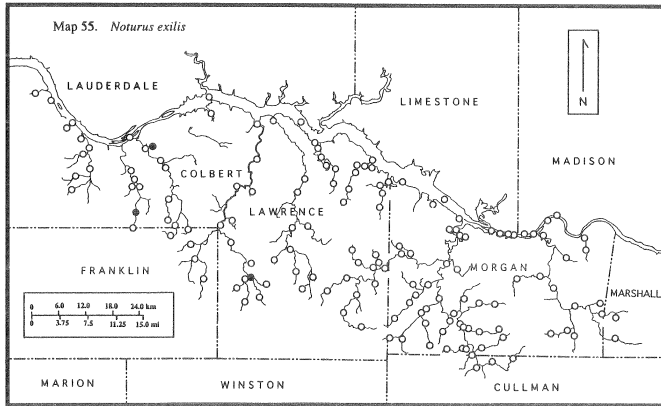 Map 55. Noturus exilis
LAUDERDALE
LIMESTONE
N
MADISON
COLBERT
LAWRENCE
FRANKLIN
MORGAN
MARSHALL
0 6.0 12.0 18.0 24.0 km
0 3.75 7.5 11.25 15.0 mi
MARION
WINSTON
CULLMAN